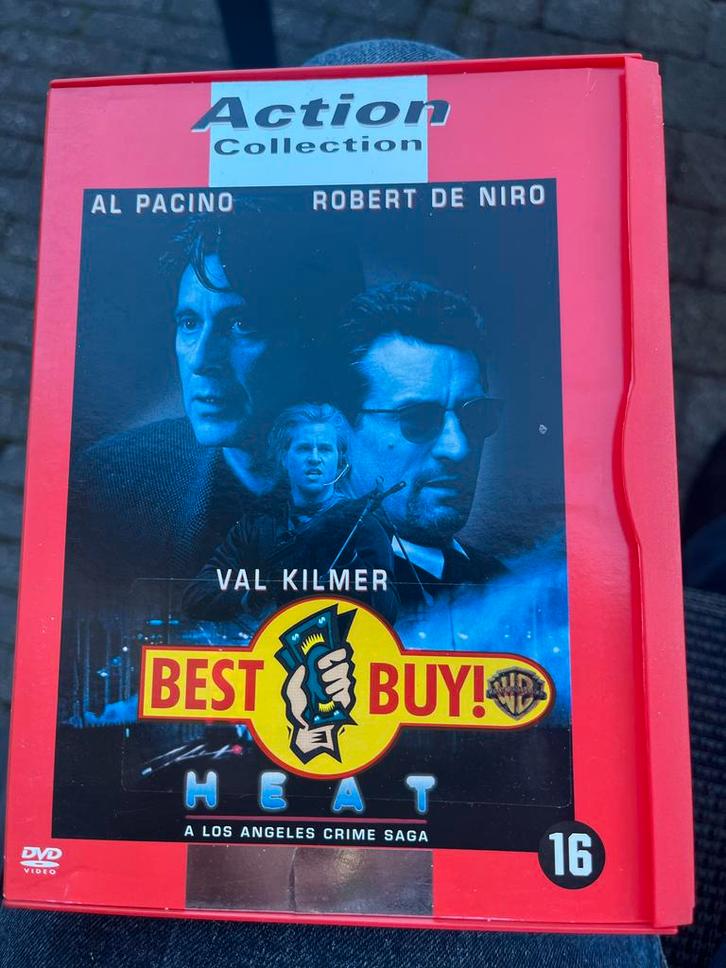 Action
Collection
AL PACINO ROBERT DE NIRO
VAL KILMER
BEST BUY!
HEAT
A LOS ANGELES CRIME SAGA
DVD
VIDEO
16